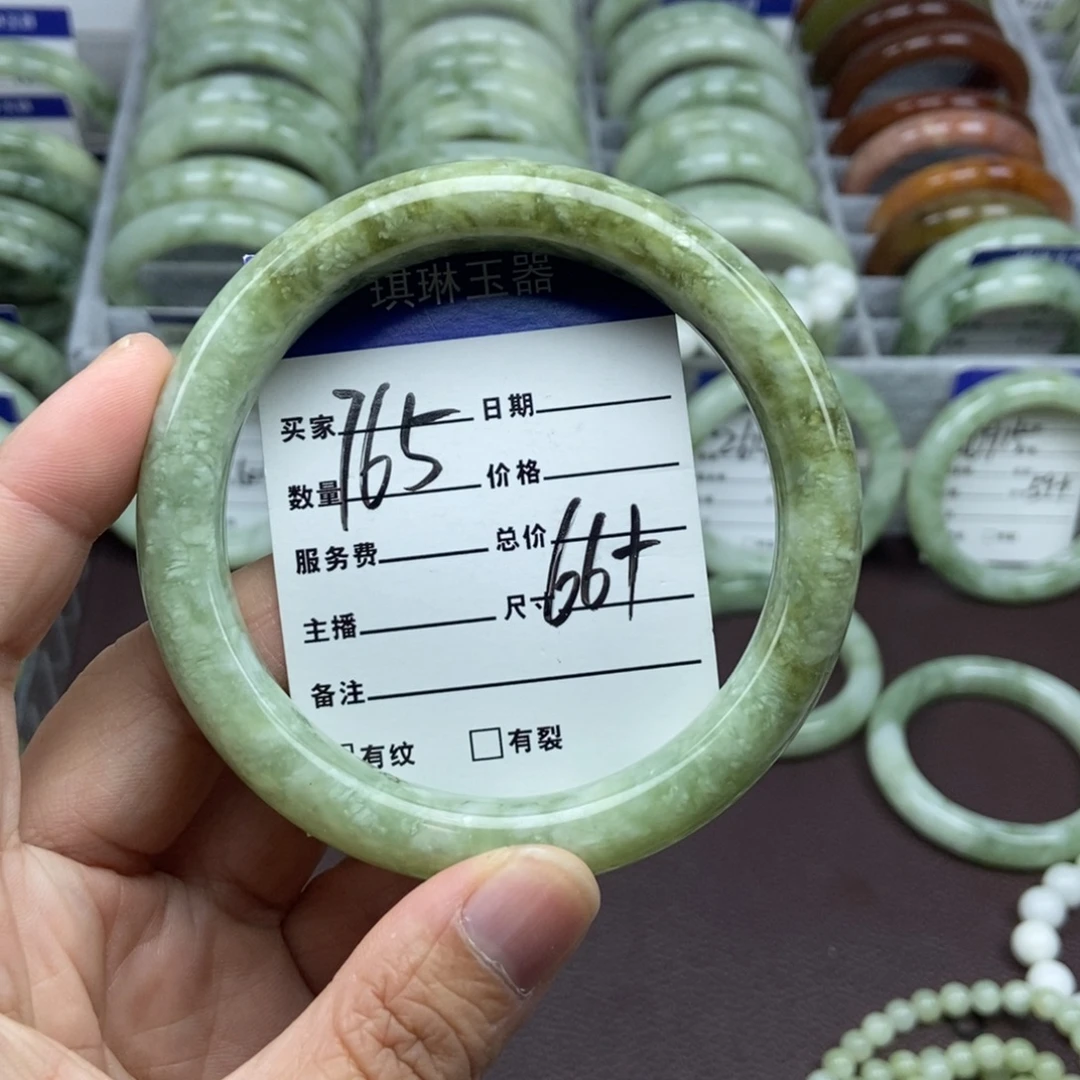 琪琳玉器
买家 765 日期
数量 价格
服务费 总价 66+
主播 尺寸
备注
有纹 有裂
59+